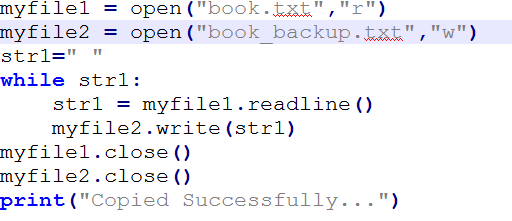 myfile1 = open("book.txt","r")
myfile2 = open("book_backup.txt","w")
str1=" "
while str1:
    str1 = myfile1.readline()
    myfile2.write(str1)
myfile1.close()
myfile2.close()
print("Copied Successfully...")